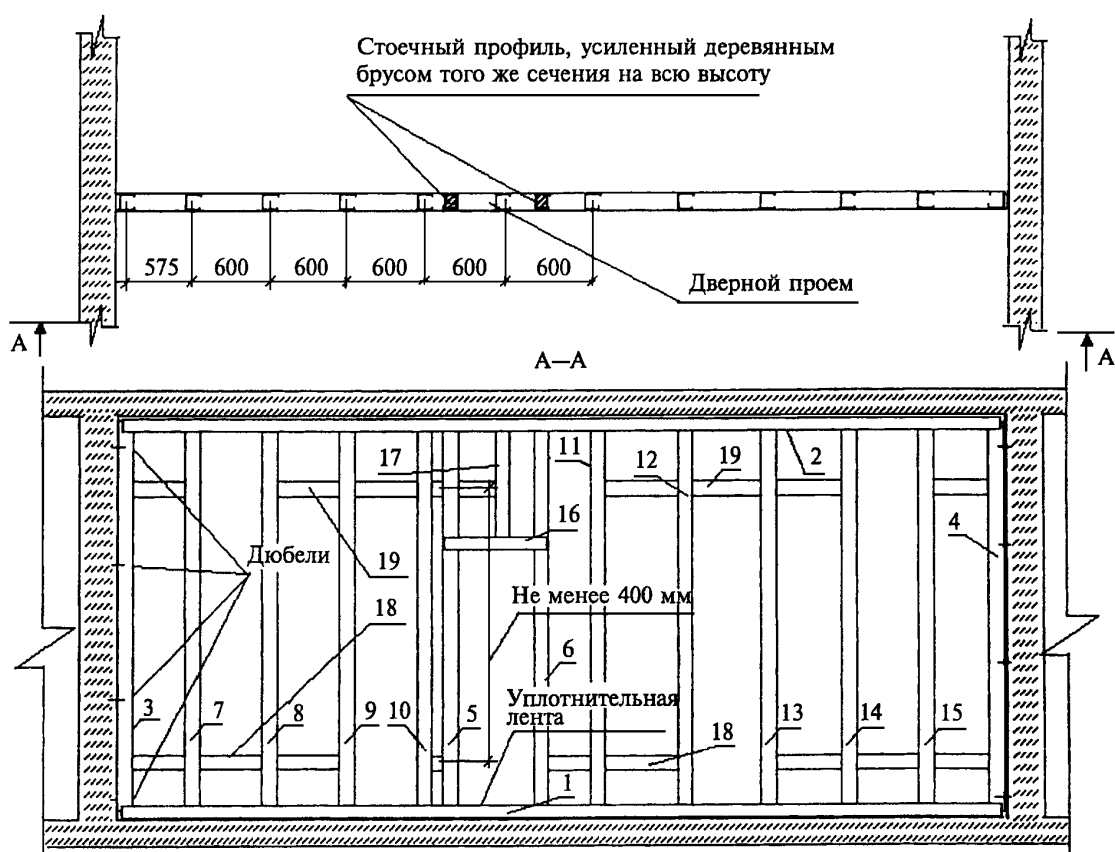 Стоечный профиль, усиленный деревянным
брусом того же сечения на всю высоту
575 600 600 600 600 600
Дверной проем
А А
А—А
17 11 12 19 2
16
4
Дюбели 19
Не менее 400 мм
18
6
Уплотнительная
лента
3 7 8 9 10 5 13 14 15
18
1